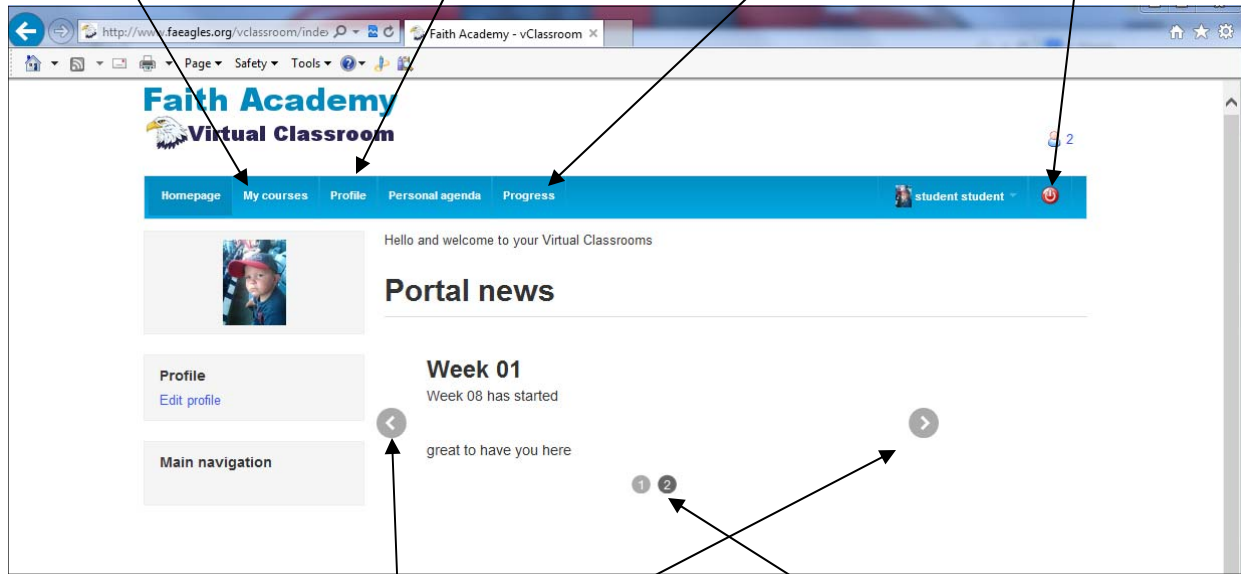 http://www.faeagles.org/vclassroom/inde
Faith Academy - vClassroom
Page Safety Tools
Faith Academy
Virtual Classroom
2
Homepage My courses Profile Personal agenda Progress student student
Hello and welcome to your Virtual Classrooms
Portal news
Profile
Edit profile
Main navigation
Week 01
Week 08 has started
great to have you here
1 2